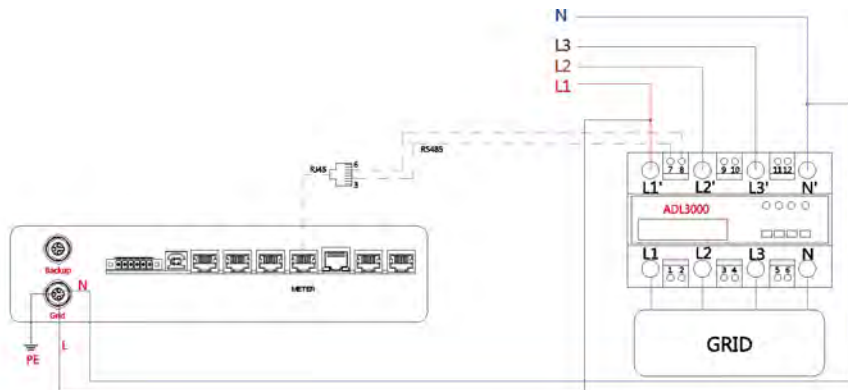 N
L3
L2
L1
RJ45
6
3
RS485
7 8
9 10
11 12
L1'
L2'
L3'
N'
ADL3000
L1
L2
L3
N
1 2
3 4
5 6
GRID
Backup
Grid
N
METER
PE
L